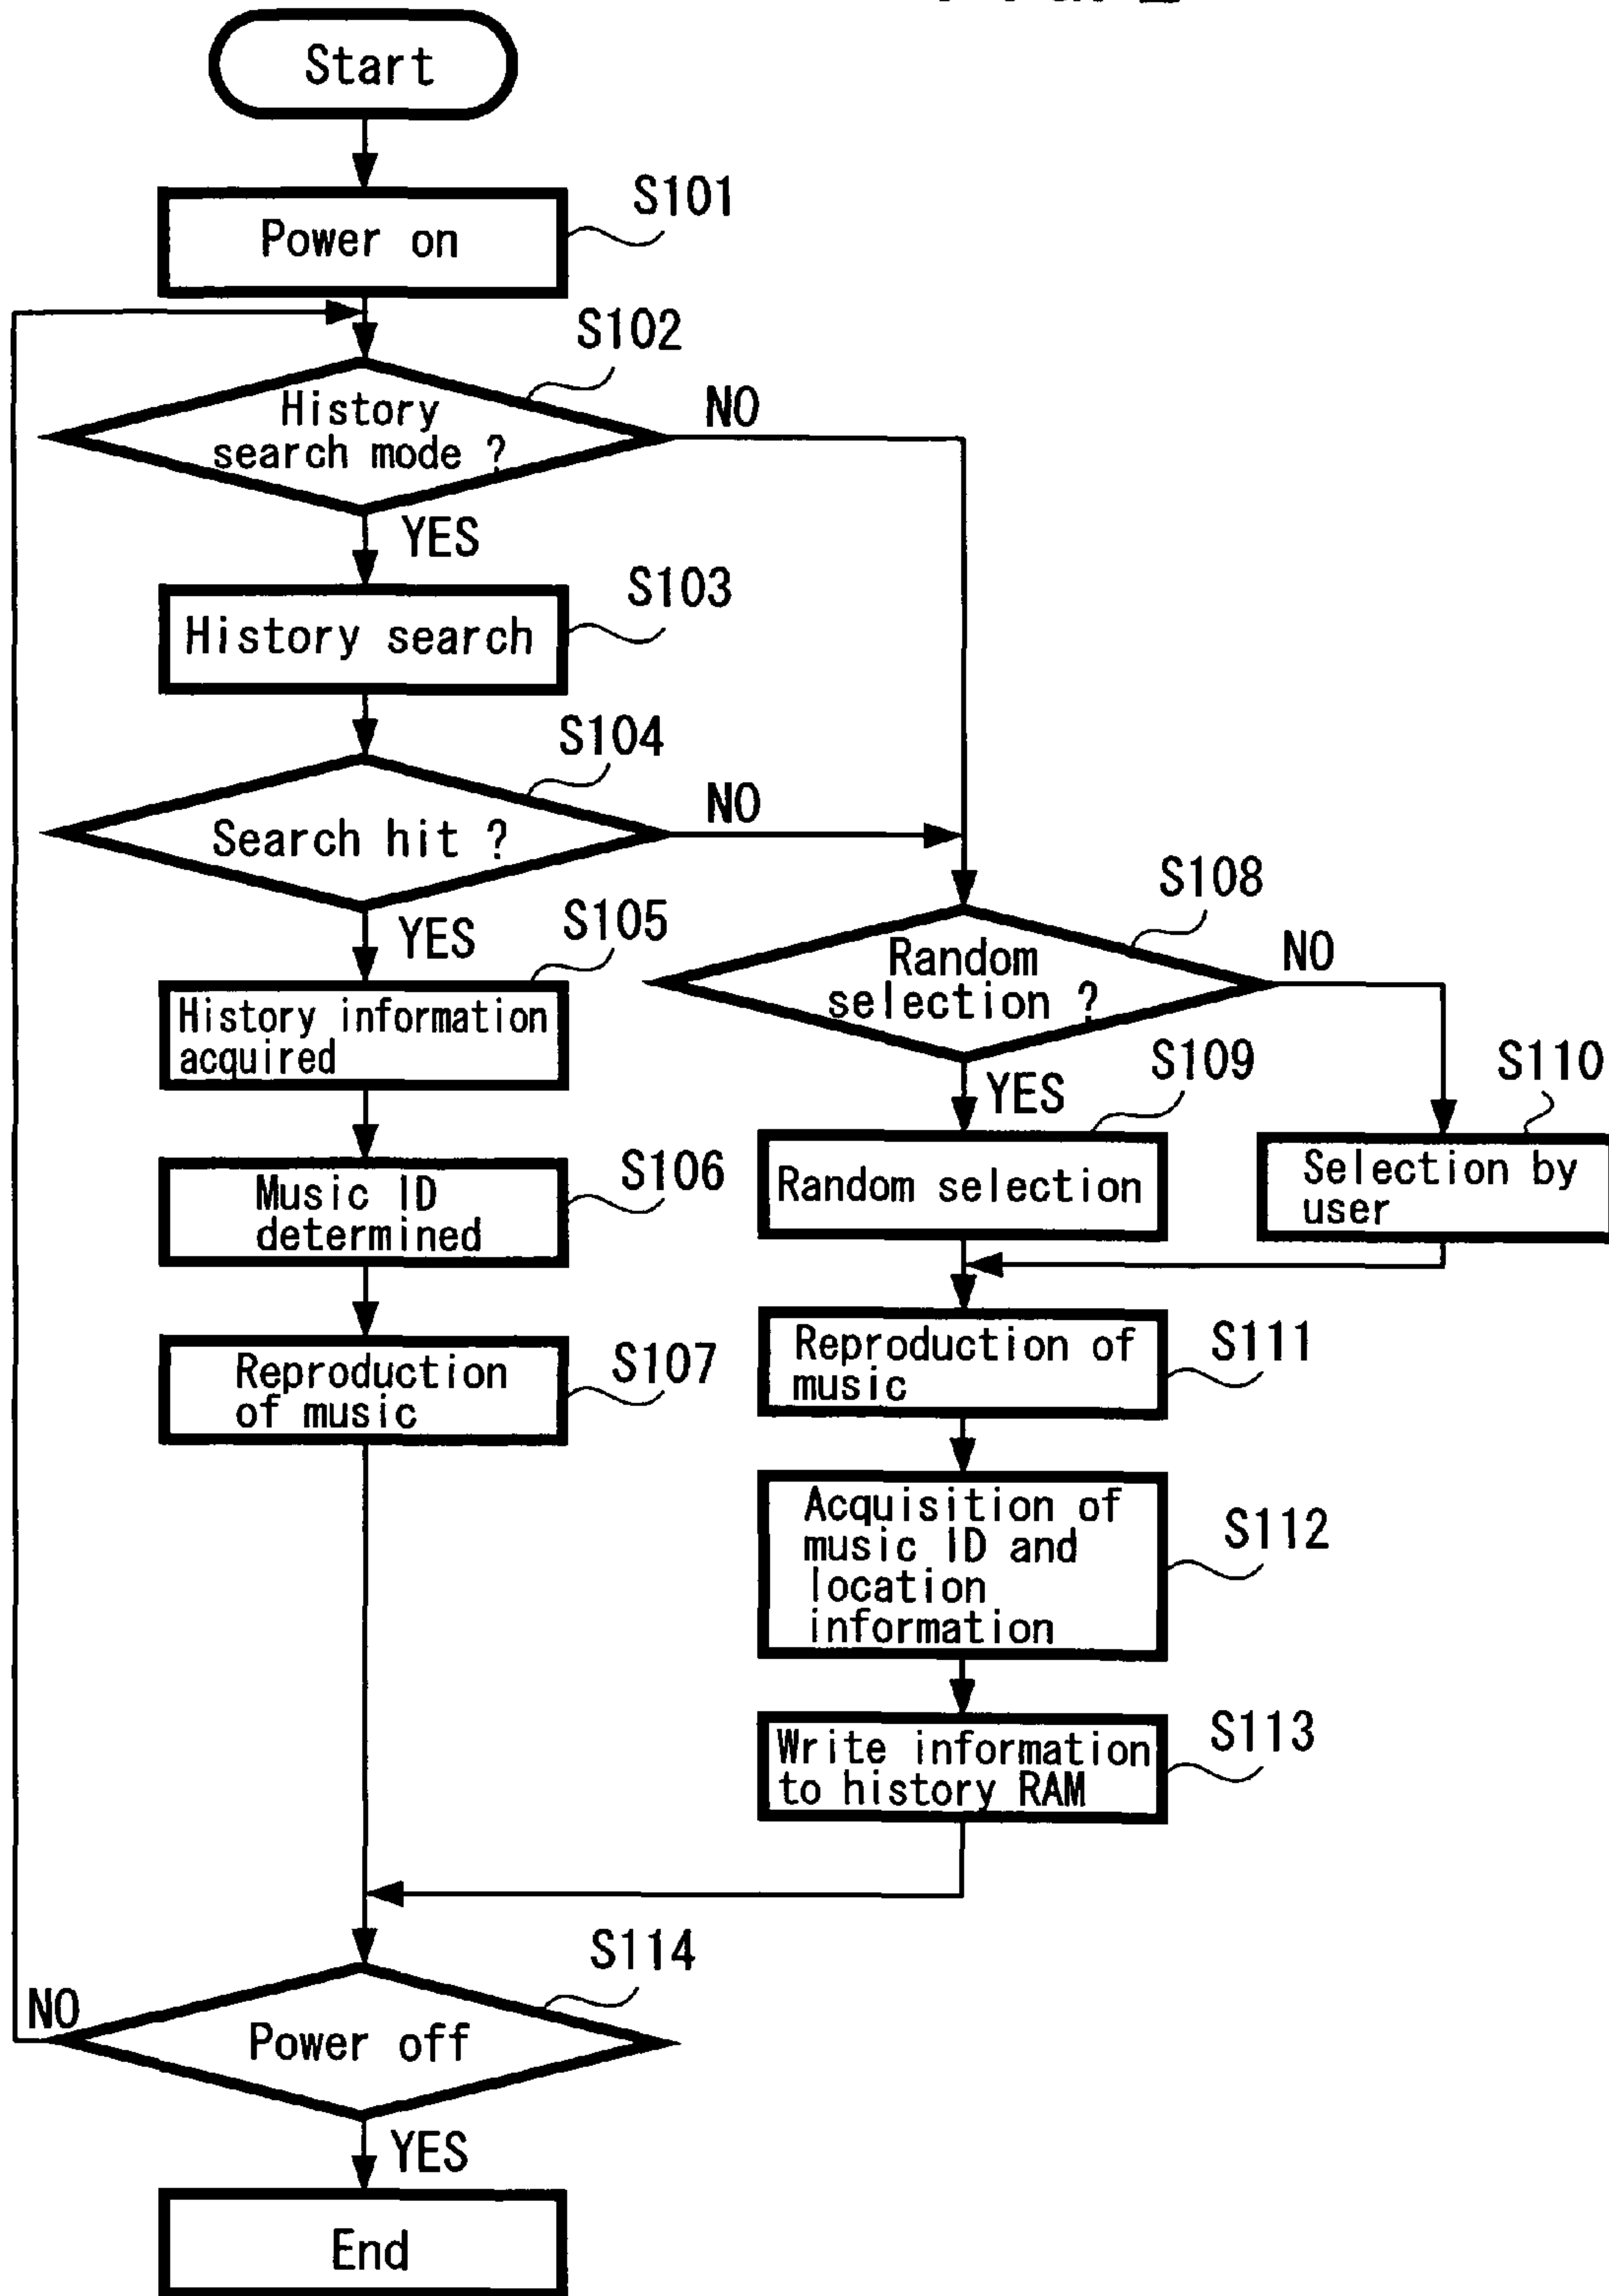 Start
Power on
S101
S102
History
search mode ?
NO
YES
S103
History search
S104
Search hit ?
NO
YES
S105
History information
acquired
Music ID
determined
S106
Reproduction
of music
S107
S108
Random
selection ?
NO
YES
S109
Random selection
S110
Selection by
user
Reproduction of
music
S111
Acquisition of
music ID and
location
information
S112
Write information
to history RAM
S113
S114
Power off
NO
YES
End